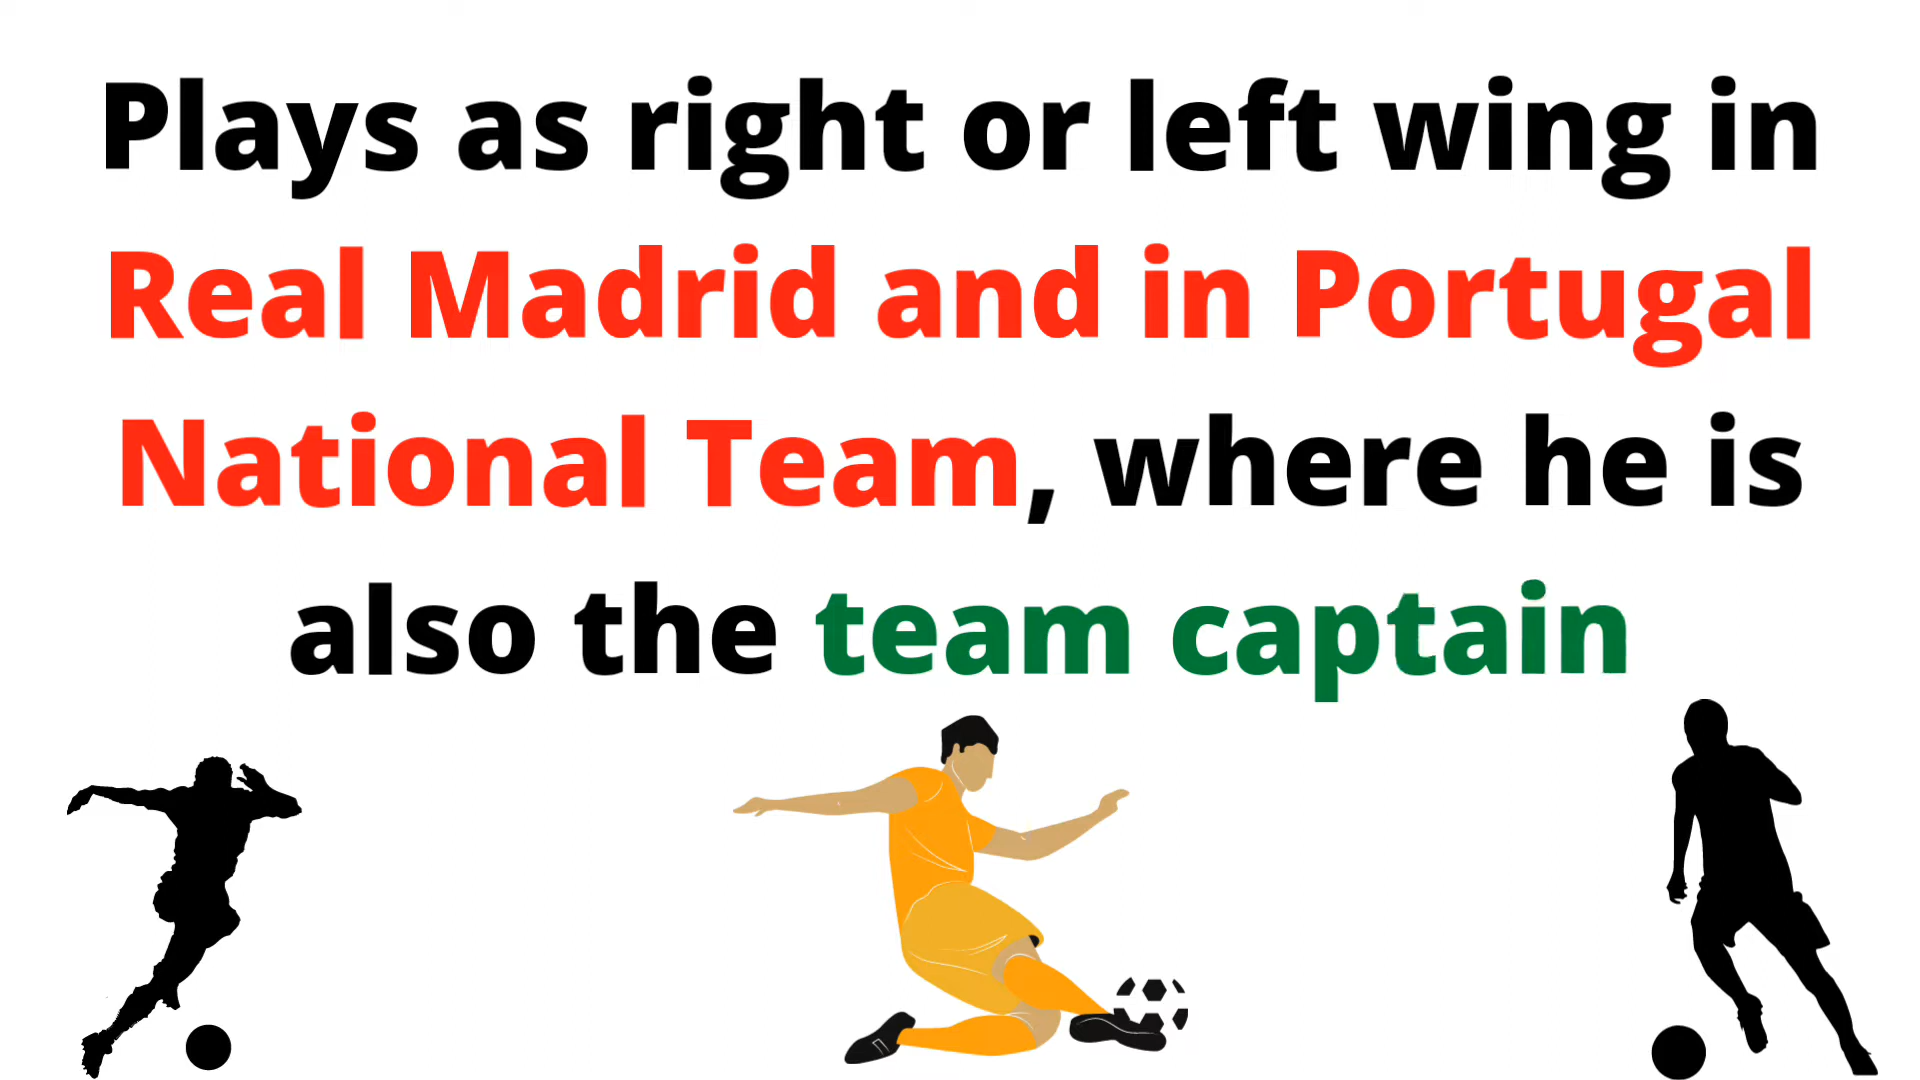 Plays as right or left wing in
Real Madrid and in Portugal
National Team, where he is
also the team captain